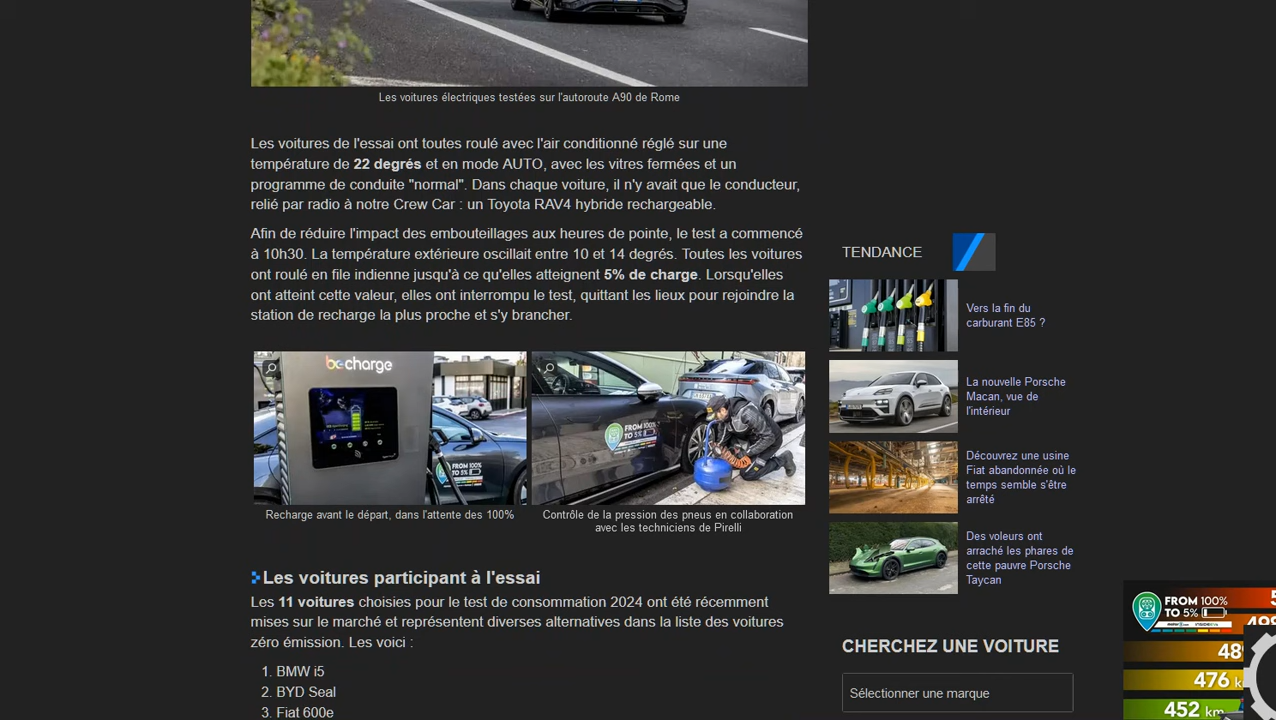 Les voitures électriques testées sur l'autoroute A90 de Rome
Les voitures de l'essai ont toutes roulé avec l'air conditionné réglé sur une
température de 22 degrés et en mode AUTO, avec les vitres fermées et un
programme de conduite "normal". Dans chaque voiture, il n'y avait que le conducteur,
relié par radio à notre Crew Car : un Toyota RAV4 hybride rechargeable.
Afin de réduire l'impact des embouteillages aux heures de pointe, le test a commencé
à 10h30. La température extérieure oscillait entre 10 et 14 degrés. Toutes les voitures
ont roulé en file indienne jusqu'à ce qu'elles atteignent 5% de charge. Lorsqu'elles
ont atteint cette valeur, elles ont interrompu le test, quittant les lieux pour rejoindre la
station de recharge la plus proche et s'y brancher.
be charge
FROM 100%
TO 5%
FROM 100%
TO 5%
Recharge avant le départ, dans l'attente des 100%
Contrôle de la pression des pneus en collaboration
avec les techniciens de Pirelli
Les voitures participant à l'essai
Les 11 voitures choisies pour le test de consommation 2024 ont été récemment
mises sur le marché et représentent diverses alternatives dans la liste des voitures
zéro émission. Les voici :
1. BMW i5
2. BYD Seal
3. Fiat 600e
TENDANCE
Vers la fin du
carburant E85 ?
La nouvelle Porsche
Macan, vue de
l'intérieur
Découvrez une usine
Fiat abandonnée où le
temps semble s'être
arrêté
Des voleurs ont
arraché les phares de
cette pauvre Porsche
Taycan
CHERCHEZ UNE VOITURE
Sélectionner une marque
FROM 100%
TO 5%
476 k
452 km